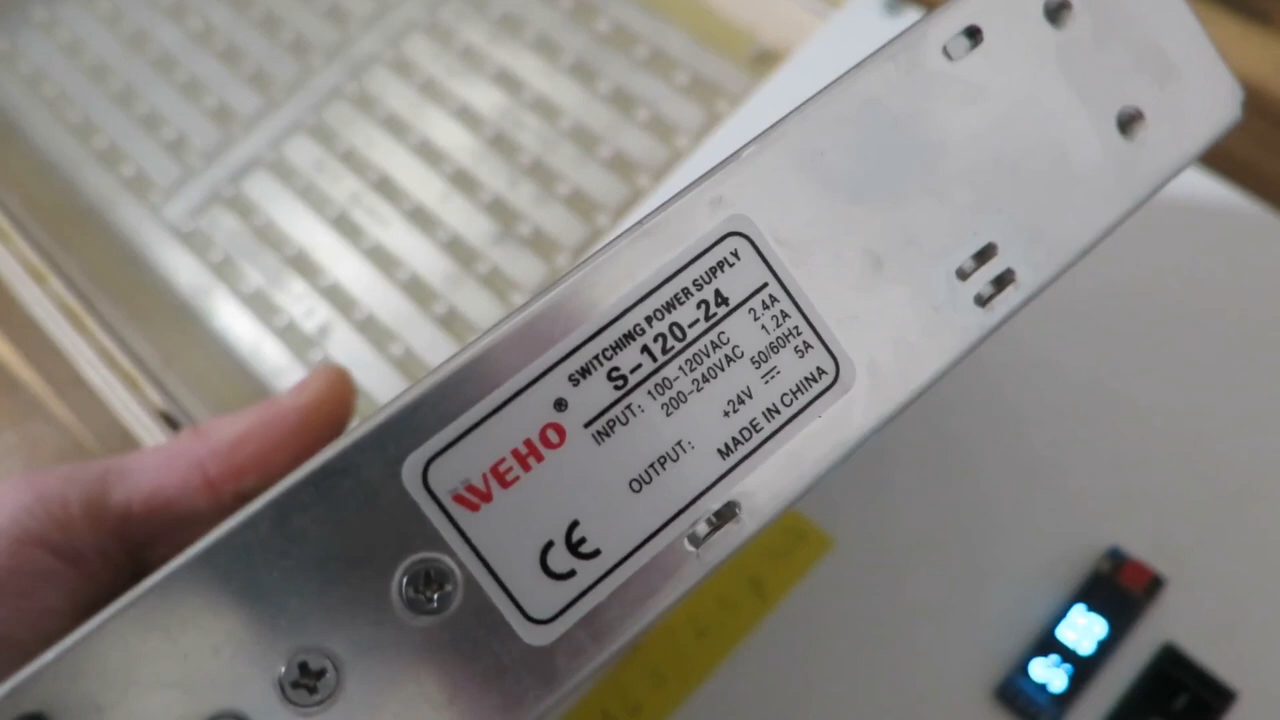 WEHO®
SWITCHING POWER SUPPLY
S-120-24
INPUT: 100-120VAC 2.4A
200-240VAC 1.2A
50/60Hz
OUTPUT: +24V ⎓ 5A
CE
MADE IN CHINA